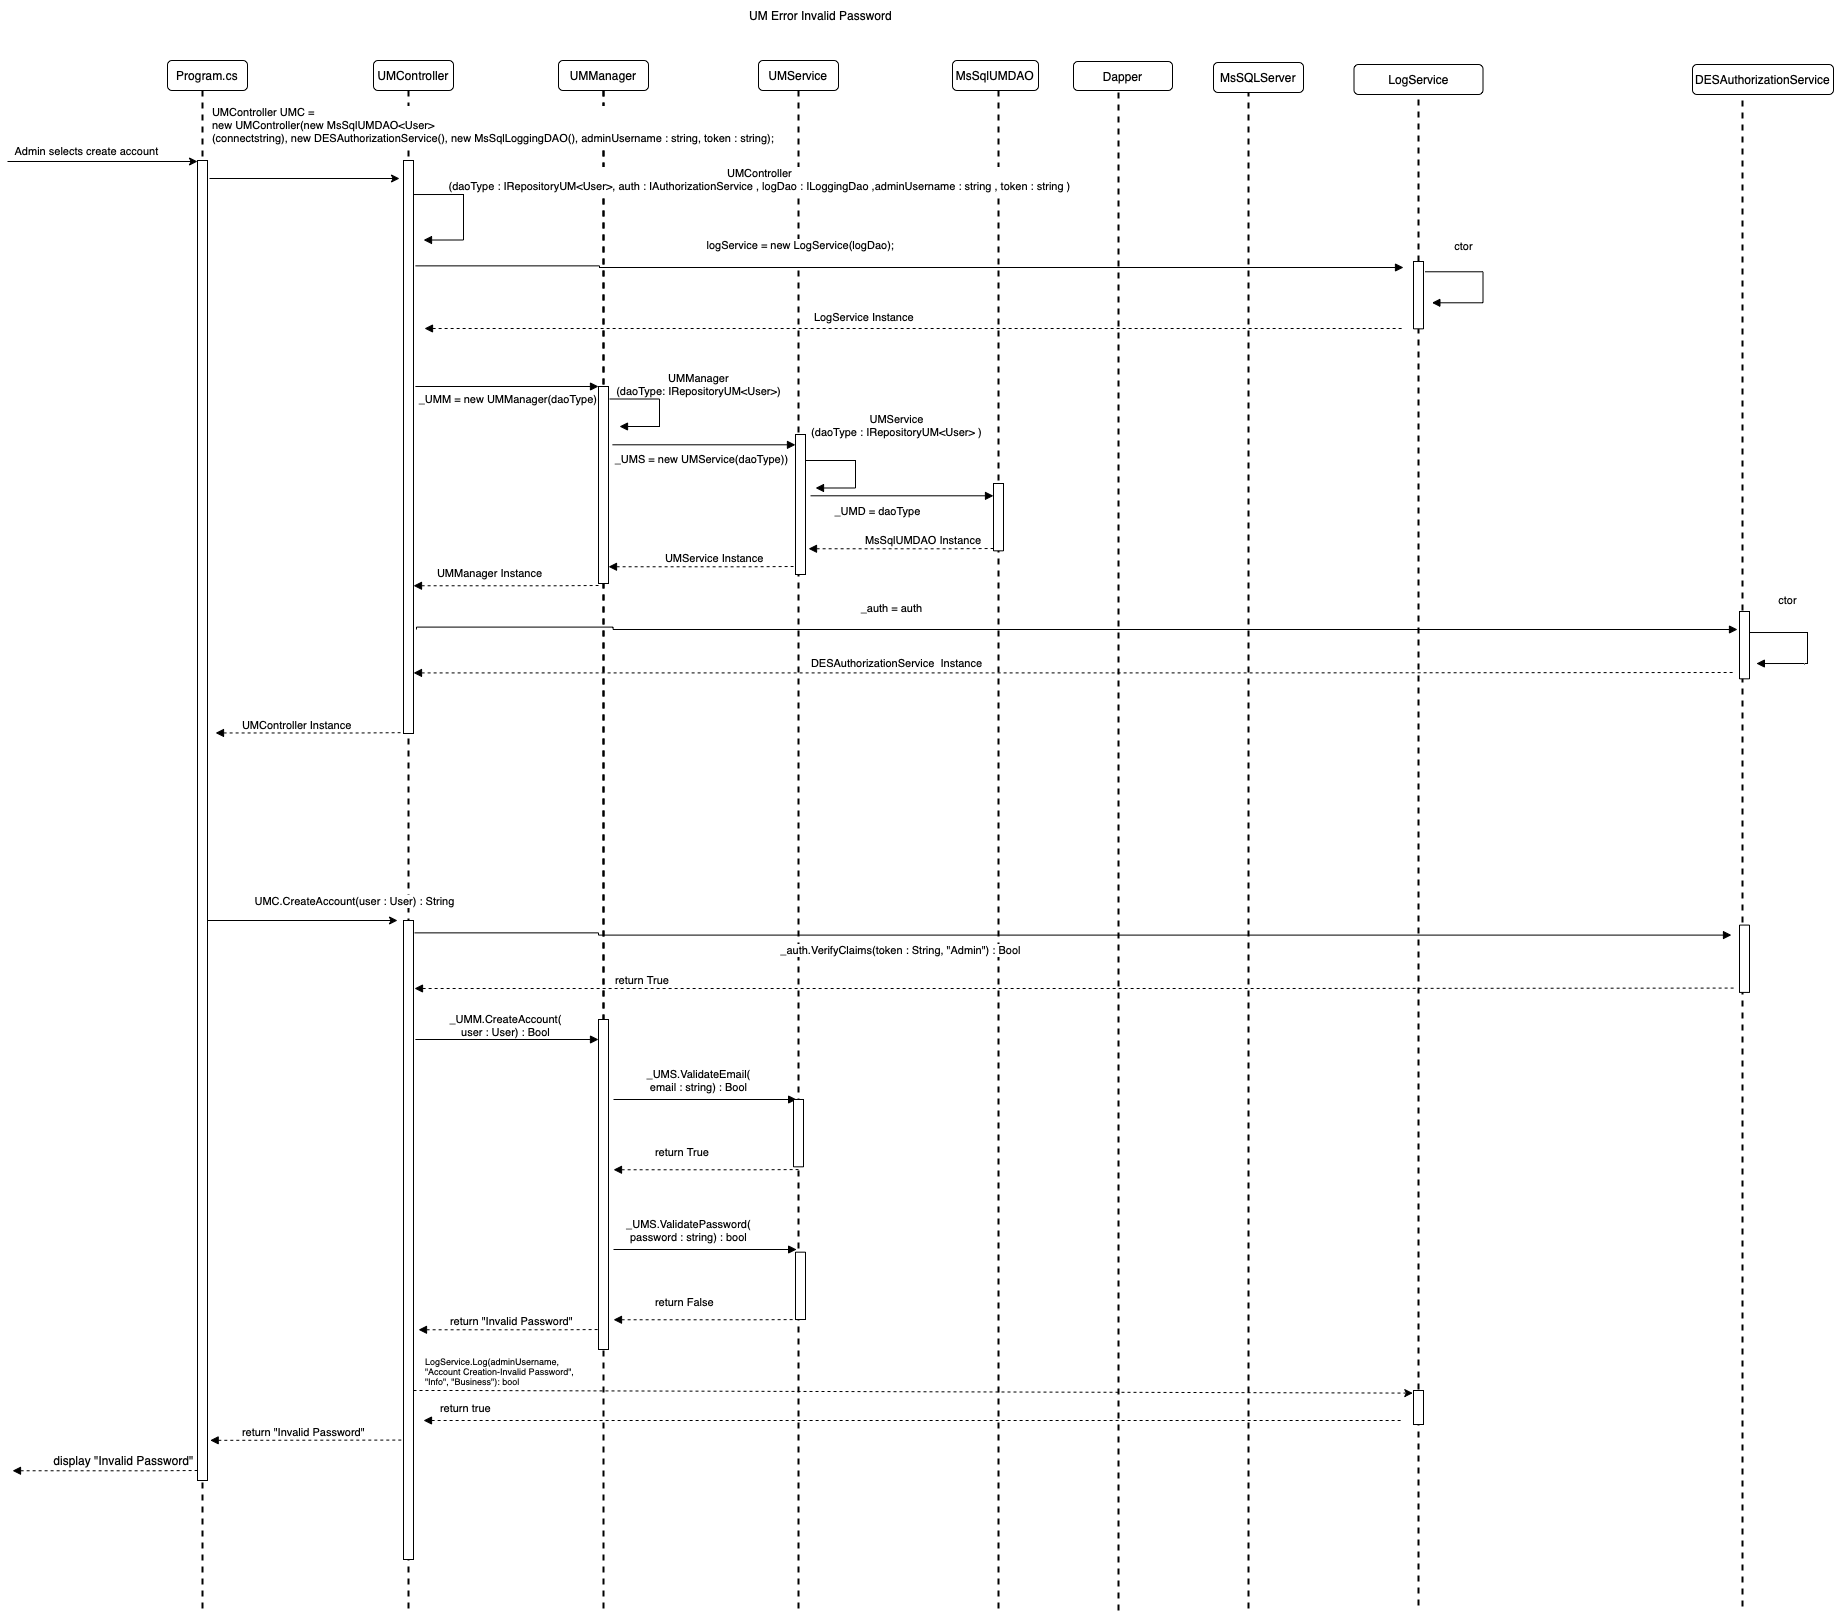 UM Error Invalid Password
Program.cs
UMController
UMManager
UMService
MsSqlUMDAO
Dapper
MsSQLServer
LogService
DESAuthorizationService
UMController UMC =
new UMController(new MsSqlUMDAO<User>
(connectstring), new DESAuthorizationService(), new MsSqlLoggingDAO(), adminUsername : string, token : string);
Admin selects create account
UMController
(daoType : IRepositoryUM<User>, auth : IAuthorizationService , logDao : ILoggingDao ,adminUsername : string , token : string )
logService = new LogService(logDao);
ctor
LogService Instance
UMManager
(daoType: IRepositoryUM<User>)
_UMM = new UMManager(daoType)
UMService
(daoType : IRepositoryUM<User> )
_UMS = new UMService(daoType))
_UMD = daoType
MsSqlUMDAO Instance
UMService Instance
UMManager Instance
_auth = auth
ctor
DESAuthorizationService  Instance
UMController Instance
UMC.CreateAccount(user : User) : String
_auth.VerifyClaims(token : String, "Admin") : Bool
return True
_UMM.CreateAccount(
user : User) : Bool
_UMS.ValidateEmail(
email : string) : Bool
return True
_UMS.ValidatePassword(
password : string) : bool
return False
return "Invalid Password"
LogService.Log(adminUsername,
"Account Creation-Invalid Password",
"Info", "Business"): bool
return true
return "Invalid Password"
display "Invalid Password"